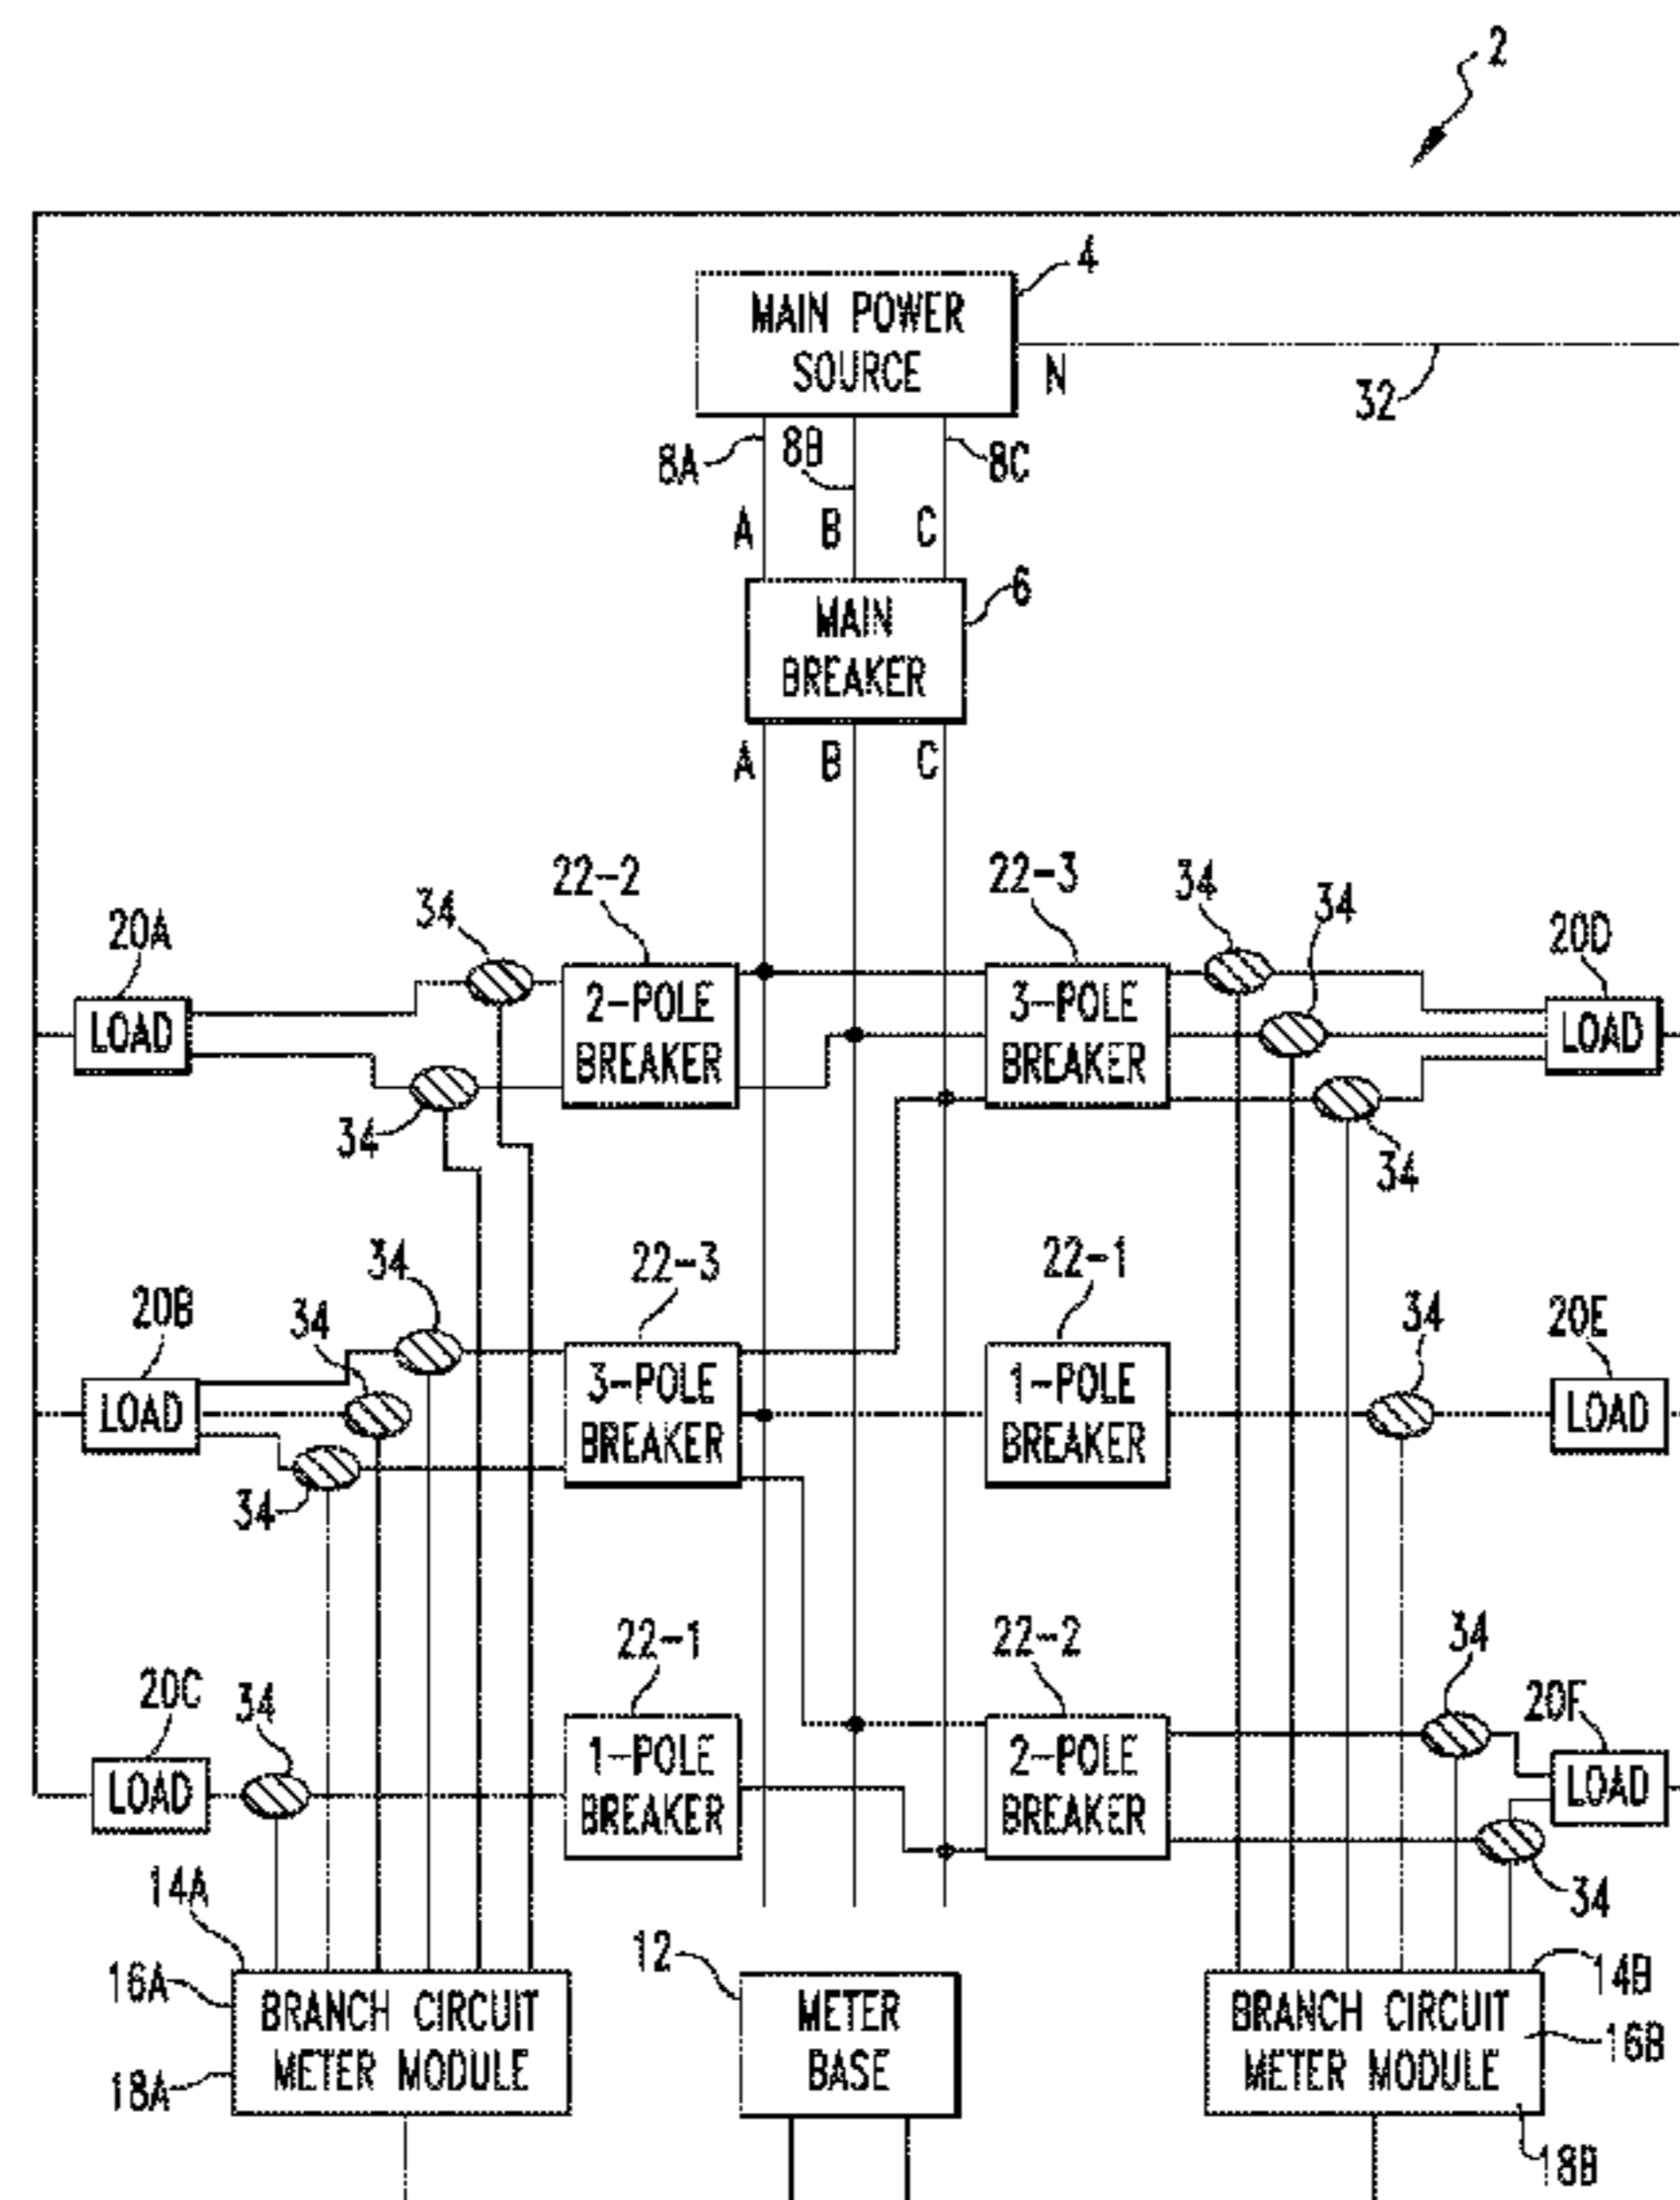 2
4
MAIN POWER
SOURCE
N
32
8A
8B
8C
A B C
6
MAIN
BREAKER
A B C
22-2
22-3
34
34
34
20A
20D
LOAD
2-POLE
BREAKER
3-POLE
BREAKER
LOAD
34
34
22-3
22-1
34
34
34
20B
20E
LOAD
3-POLE
BREAKER
1-POLE
BREAKER
LOAD
34
22-1
22-2
34
20C
34
20F
LOAD
1-POLE
BREAKER
2-POLE
BREAKER
LOAD
34
14A
12
14B
16A
BRANCH CIRCUIT
METER MODULE
18A
METER
BASE
BRANCH CIRCUIT
METER MODULE
16B
18B